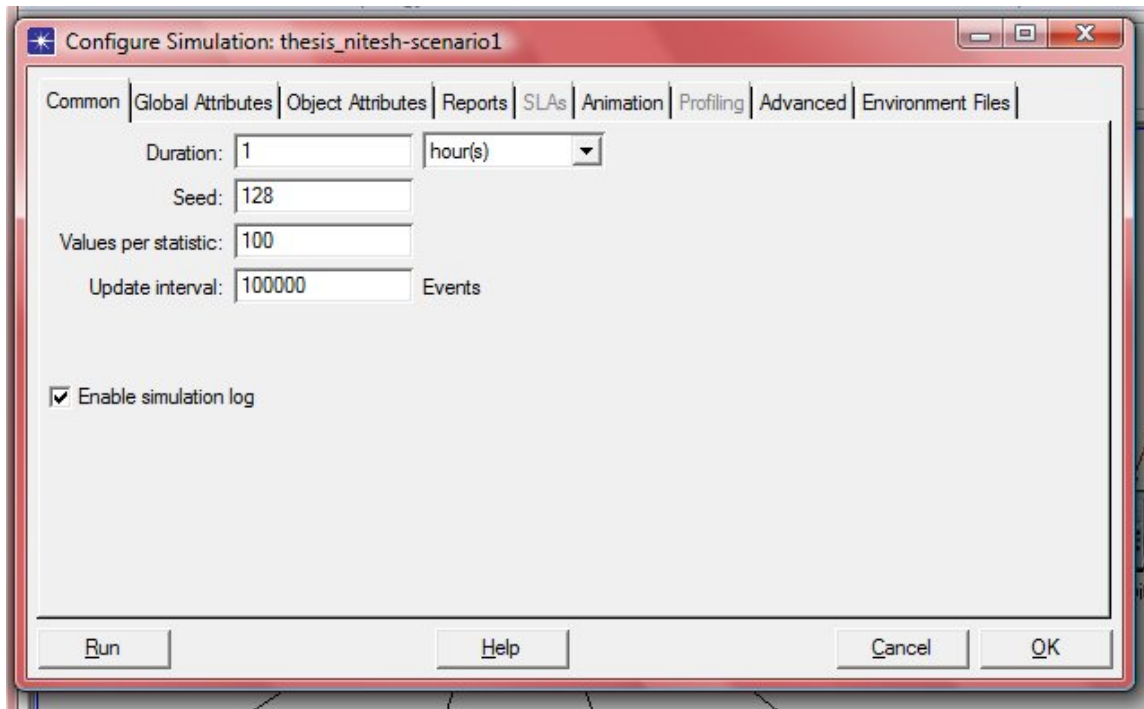 Configure Simulation: thesis_nitesh-scenario1
Common Global Attributes Object Attributes Reports SLAs Animation Profiling Advanced Environment Files
Duration: 1 hour(s)
Seed: 128
Values per statistic: 100
Update interval: 100000 Events
Enable simulation log
Run Help Cancel OK